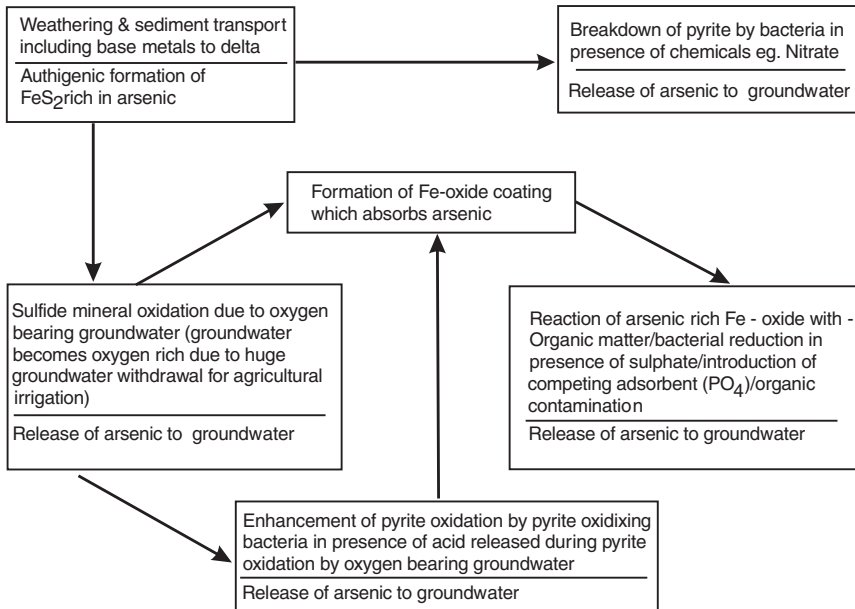 Weathering & sediment transport
including base metals to delta
Authigenic formation of
FeS2rich in arsenic
Breakdown of pyrite by bacteria in
presence of chemicals eg. Nitrate
Release of arsenic to groundwater
Formation of Fe-oxide coating
which absorbs arsenic
Sulfide mineral oxidation due to oxygen
bearing groundwater (groundwater
becomes oxygen rich due to huge
groundwater withdrawal for agricultural
irrigation)
Release of arsenic to groundwater
Reaction of arsenic rich Fe - oxide with -
Organic matter/bacterial reduction in
presence of sulphate/introduction of
competing adsorbent (PO4)/organic
contamination
Release of arsenic to groundwater
Enhancement of pyrite oxidation by pyrite oxidixing
bacteria in presence of acid released during pyrite
oxidation by oxygen bearing groundwater
Release of arsenic to groundwater